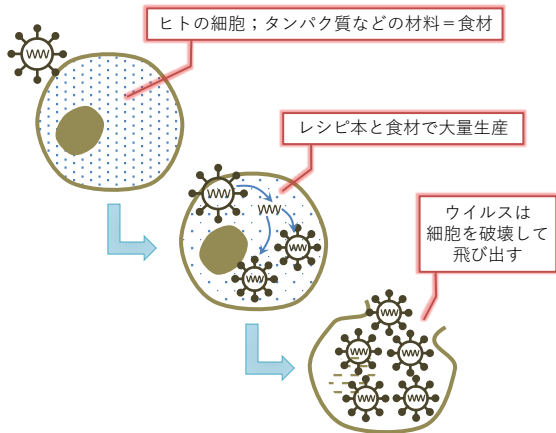 ヒトの細胞；タンパク質などの材料＝食材
レシピ本と食材で大量生産
ウイルスは
細胞を破壊して
飛び出す